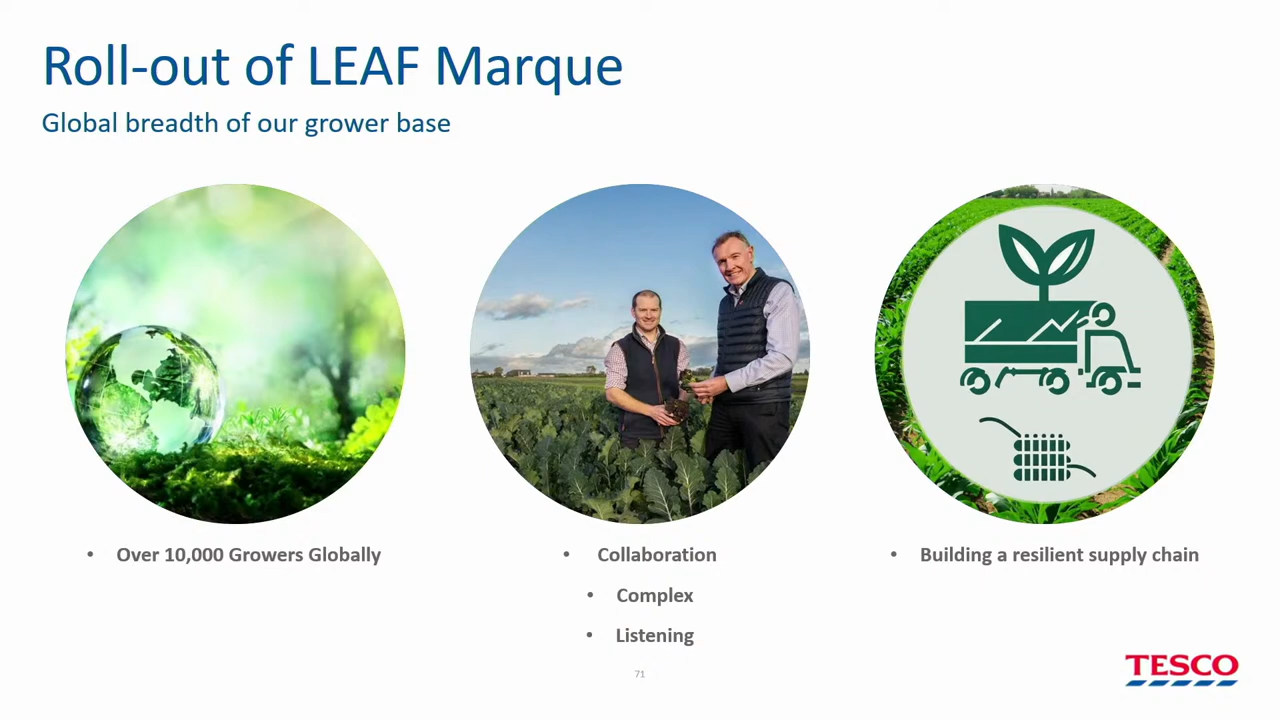 Roll-out of LEAF Marque
Global breadth of our grower base
• Over 10,000 Growers Globally
• Collaboration
• Complex
• Listening
• Building a resilient supply chain
71
TESCO